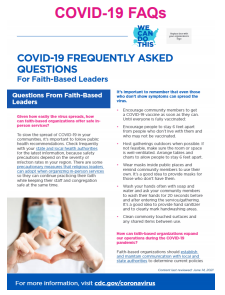 COVID-19 FAQs
WE
CAN DO
THIS
COVID-19 FREQUENTLY ASKED
QUESTIONS
For Faith-Based Leaders
Questions From Faith-Based
Leaders
Given how easily the virus spreads, how
can faith-based organizations offer safe in-
person services?
To slow the spread of COVID-19 in your
communities, it's important to follow public
health recommendations. Check frequently
with your state and local health authorities
for the latest information, because safety
precautions depend on the severity of
infection rates in your region. There are some
precautionary measures that religious leaders
can adopt when organizing in-person services
so they can continue practicing their faith
while keeping their staff and congregation
safe at the same time.
It's important to remember that even those
who don't show symptoms can spread the
virus.
Encourage community members to get
a COVID-19 vaccine as soon as they can
Until everyone is fully vaccinated:
Encourage people to stay 6 feet apart
from people who don't live with them and
who may not be vaccinated.
Hold gatherings outdoors when possible. If
not feasible, make sure the room or space
is well-ventilated. Arrange tables and
chairs to allow people to stay 6 feet apart
Wear masks inside public places and
remind community members to use their
own. It's a good idea to provide masks for
those who don't have them.
Wash your hands often with soap and
water and ask your community members
to wash their hands for 20 seconds before
and after entering the service/gathering.
It's a good idea to provide hand sanitizer
and to clearly mark handwashing areas.
Clean commonly touched surfaces and
any shared items between use.
How can faith-based organizations expand
our operations during the COVID-19
pandemic?
Faith-based organizations should establish
and maintain communication with local and
state authorities to determine current policies
Content last reviewed: June 14, 2021
For more information, visit cdc.gov/coronavirus